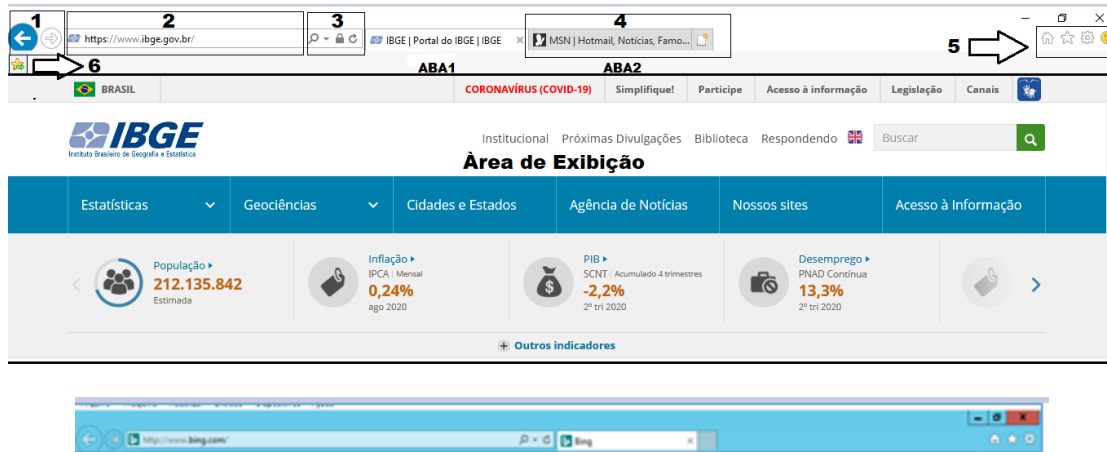 1 2 3 4
https://www.ibge.gov.br/ IBGE | Portal do IBGE | IBGE MSN | Hotmail, Notícias, Famo...
5
6 ABA1 ABA2
BRASIL CORONAVÍRUS (COVID-19) Simplifique! Participe Acesso à informação Legislação Canais
IBGE
Instituto Brasileiro de Geografia e Estatística
Institucional Próximas Divulgações Biblioteca Respondendo Buscar
Àrea de Exibição
Estatísticas Geociências Cidades e Estados Agência de Notícias Nossos sites Acesso à Informação
População
212.135.842
Estimada
Inflação
IPCA | Mensal
0,24%
ago 2020
PIB
SCNT | Acumulado 4 trimestres
-2,2%
2º tri 2020
Desemprego
PNAD Contínua
13,3%
2º tri 2020
Outros indicadores
http://www.bing.com/ Bing